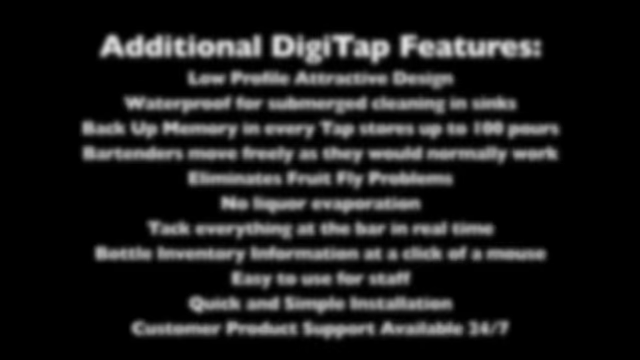 Additional DigiTap Features:
Low Profile Attractive Design
Waterproof for submerged cleaning in sinks
Back Up Memory in every Tap stores up to 100 pours
Bartenders move freely as they would normally work
Eliminates Fruit Fly Problems
No liquor evaporation
Tack everything at the bar in real time
Bottle Inventory Information at a click of a mouse
Easy to use for staff
Quick and Simple Installation
Customer Product Support Available 24/7